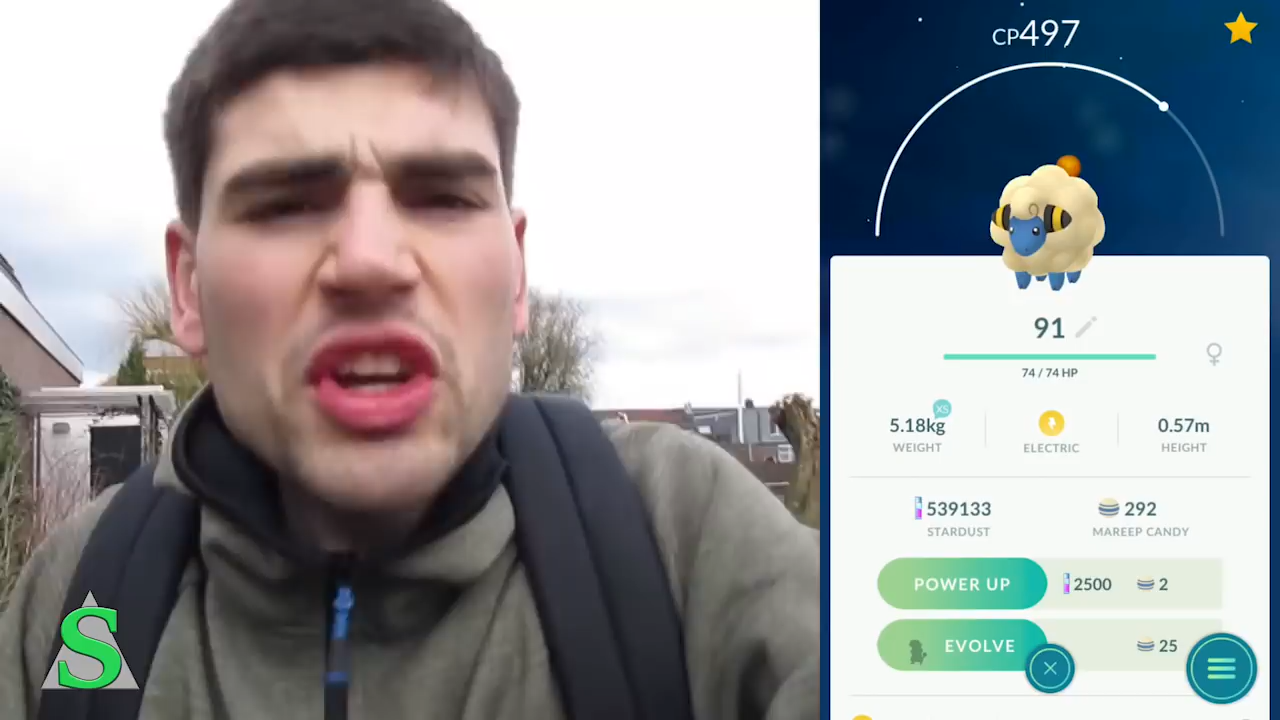 CP497
91
74 / 74 HP
XS
5.18kg
WEIGHT
ELECTRIC
0.57m
HEIGHT
539133
STARDUST
292
MAREEP CANDY
POWER UP
2500
2
EVOLVE
25
S